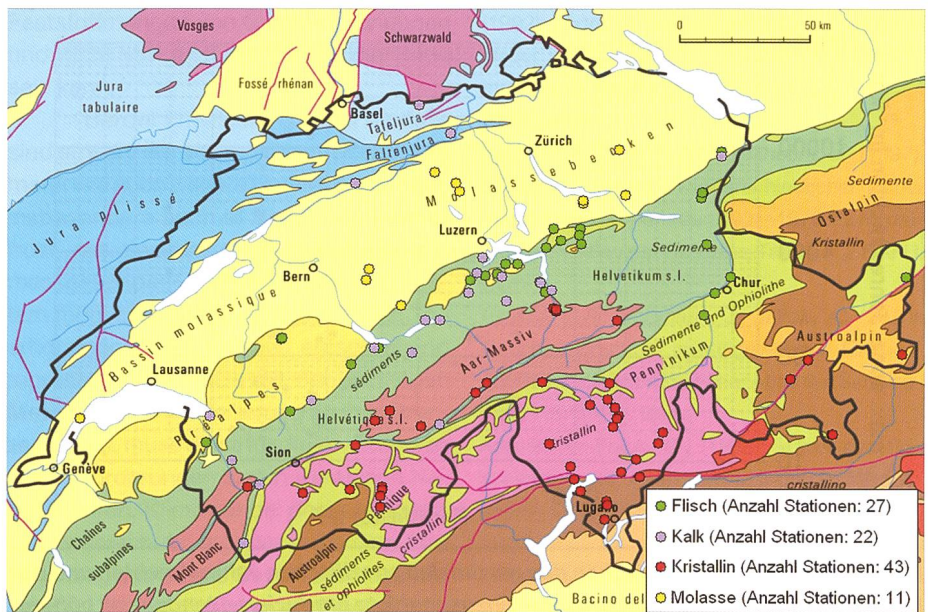 Vosges
Schwarzwald
0 50 km
Jura
tabulaire
Fossé rhénan
Basel
Tafeljura
Faltenjura
Zürich
Jura plissé
Molassebecken
Luzern
Bern
Bassin molassique
Sedimente
Ostalpin
Kristallin
Sedimente
Helvetikum s.l.
Chur
Sedimente und Ophiolithe
Penninikum
Austroalpin
Aar-Massiv
Lausanne
Préalpes
sédiments
Helvétique s.l.
Sion
Genève
Kristallin
Pennique
Chaînes
subalpines
Mont Blanc
Austroalpin
sédiments
et ophiolites
cristallin
Lugano
cristallino
Bacino del
Flisch (Anzahl Stationen: 27)
Kalk (Anzahl Stationen: 22)
Kristallin (Anzahl Stationen: 43)
Molasse (Anzahl Stationen: 11)